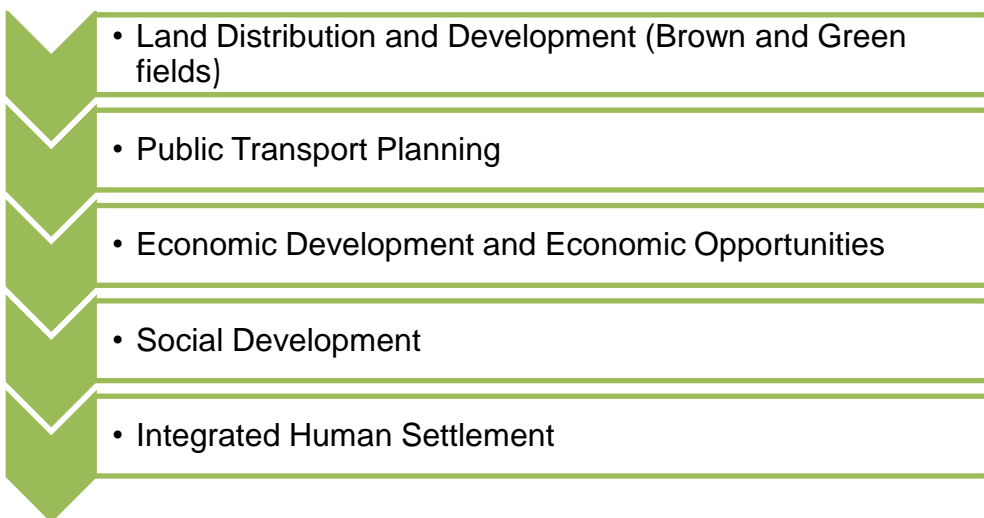 • Land Distribution and Development (Brown and Green
fields)
• Public Transport Planning
• Economic Development and Economic Opportunities
• Social Development
• Integrated Human Settlement